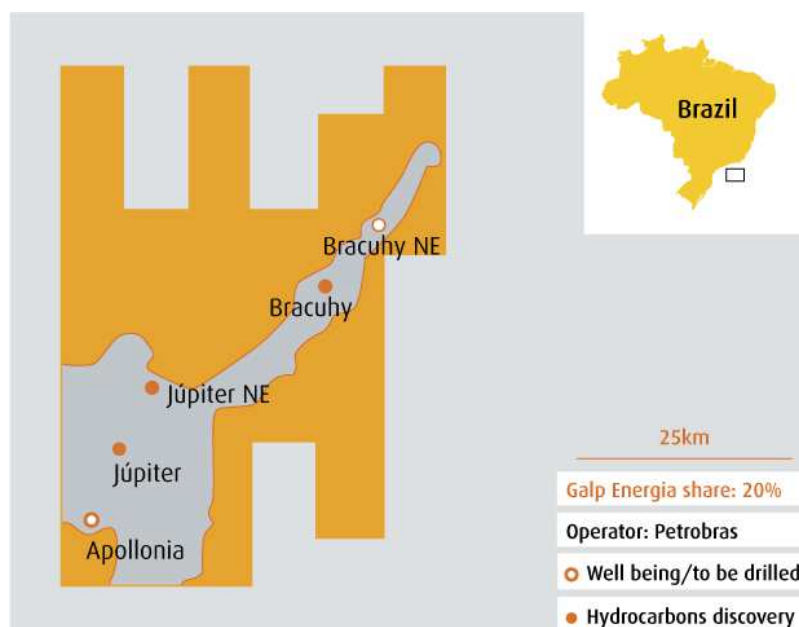 Brazil
Bracuhy NE
Bracuhy
Júpiter NE
Júpiter
Apollonia
25km
Galp Energia share: 20%
Operator: Petrobras
Well being/to be drilled
Hydrocarbons discovery